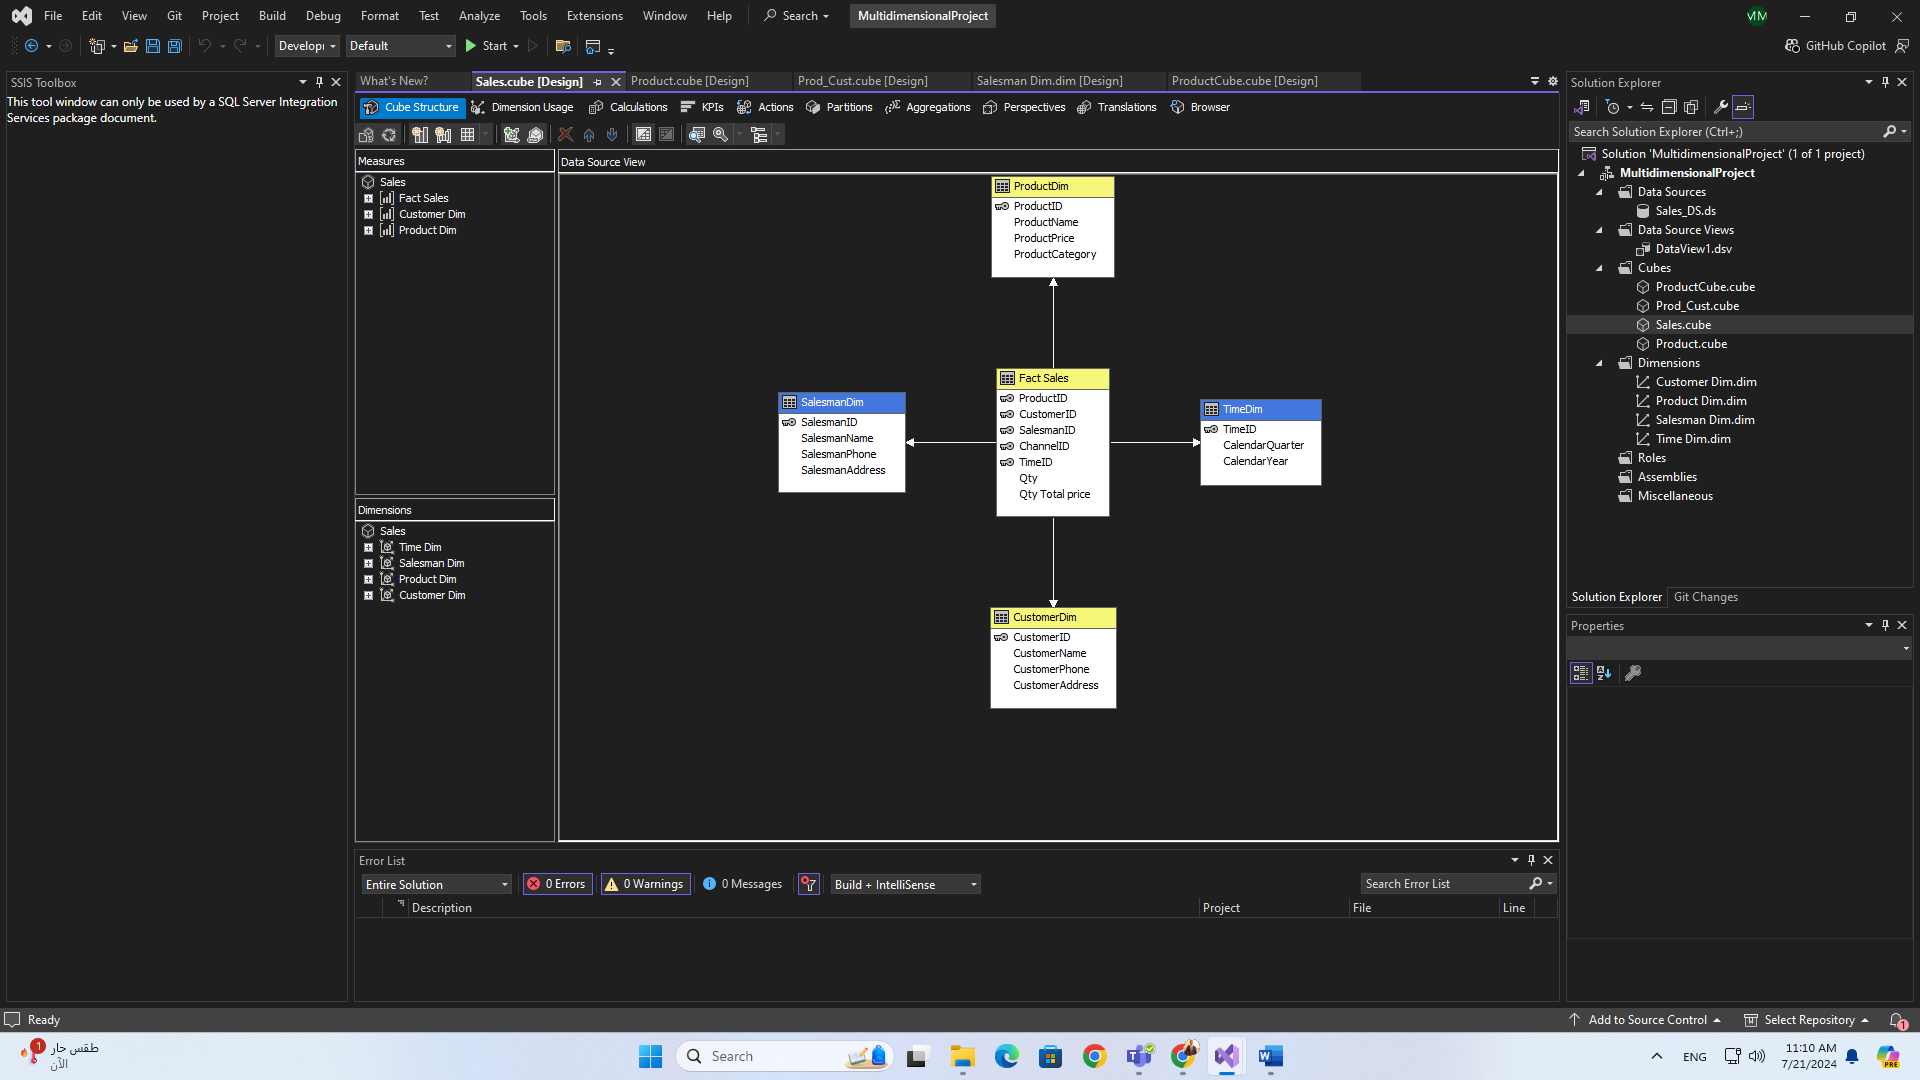 File Edit View Git Project Build Debug Format Test Analyze Tools Extensions Window Help Search MultidimensionalProject
Develop Default Start GitHub Copilot
SSIS Toolbox
This tool window can only be used by a SQL Server Integration
Services package document.
What's New? Sales.cube [Design] Product.cube [Design] Prod_Cust.cube [Design] Salesman Dim.dim [Design] ProductCube.cube [Design]
Cube Structure Dimension Usage Calculations KPIs Actions Partitions Aggregations Perspectives Translations Browser
Measures
Sales
Fact Sales
Customer Dim
Product Dim
Dimensions
Sales
Time Dim
Salesman Dim
Product Dim
Customer Dim
Data Source View
ProductDim
ProductID
ProductName
ProductPrice
ProductCategory
SalesmanDim
SalesmanID
SalesmanName
SalesmanPhone
SalesmanAddress
Fact Sales
ProductID
CustomerID
SalesmanID
ChannelID
TimeID
Qty
Qty Total price
TimeDim
TimeID
CalendarQuarter
CalendarYear
CustomerDim
CustomerID
CustomerName
CustomerPhone
CustomerAddress
Error List
Entire Solution 0 Errors 0 Warnings 0 Messages Build + IntelliSense Search Error List
Description Project File Line
Solution Explorer
Search Solution Explorer (Ctrl+;)
Solution 'MultidimensionalProject' (1 of 1 project)
MultidimensionalProject
Data Sources
Sales_DS.ds
Data Source Views
DataView1.dsv
Cubes
ProductCube.cube
Prod_Cust.cube
Sales.cube
Product.cube
Dimensions
Customer Dim.dim
Product Dim.dim
Salesman Dim.dim
Time Dim.dim
Roles
Assemblies
Miscellaneous
Solution Explorer Git Changes
Properties
Ready Add to Source Control Select Repository 1
1 طقس حار
الآن
Search
ENG
11:10 AM
7/21/2024
PRE